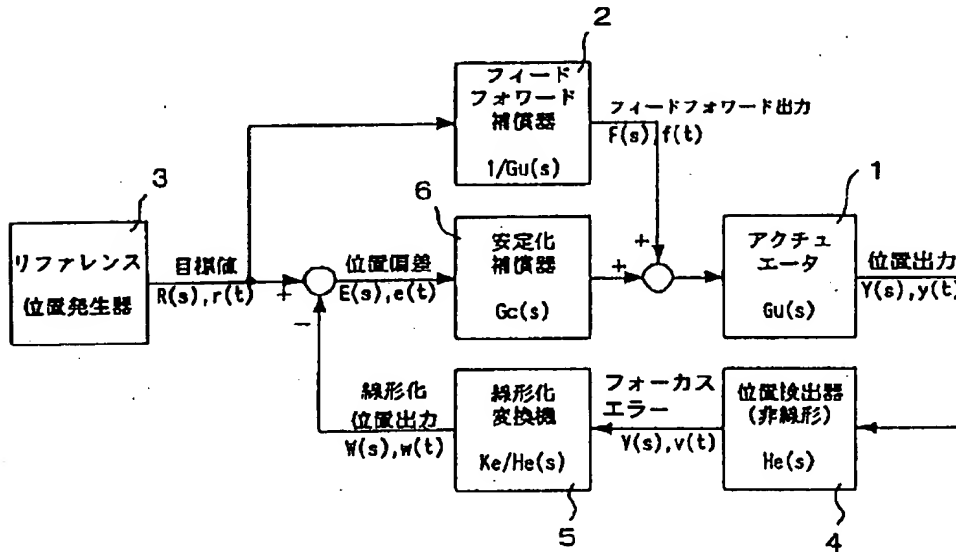 2
フィード
フォワード
補償器
1/Gu(s)
フィードフォワード出力
F(s),f(t)
3
リファレンス
位置発生器
目標値
R(s),r(t)
+
−
位置偏差
E(s),e(t)
6
安定化
補償器
Gc(s)
+
+
1
アクチュ
エータ
Gu(s)
位置出力
Y(s),y(t)
線形化
位置出力
W(s),w(t)
線形化
変換機
Ke/He(s)
5
フォーカス
エラー
V(s),v(t)
位置検出器
(非線形)
He(s)
4